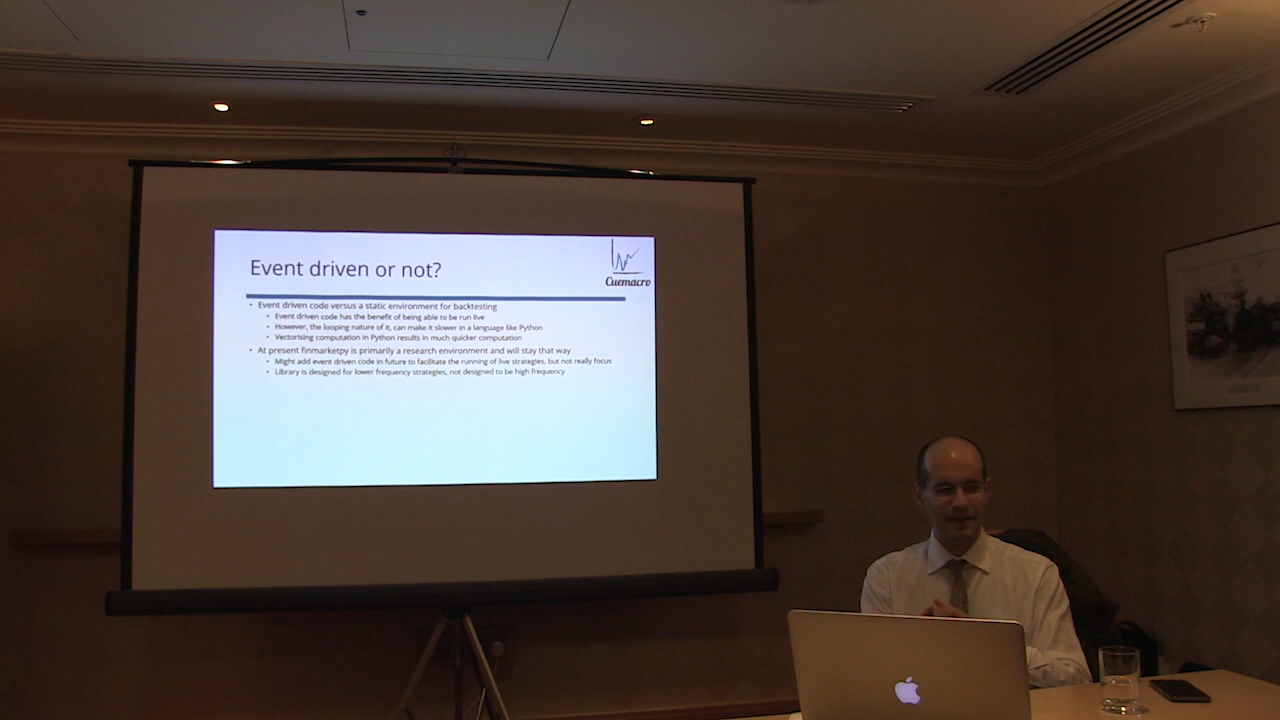 Event driven or not?
Cuemacro
• Event driven code versus a static environment for backtesting
• Event driven code has the benefit of being able to be run live
• However, the looping nature of it, can make it slower in a language like Python
• Vectorising computation in Python results in much quicker computation
• At present finmarketpy is primarily a research environment and will stay that way
• Might add event driven code in future to facilitate the running of live strategies, but not really focus
• Library is designed for lower frequency strategies, not designed to be high frequency